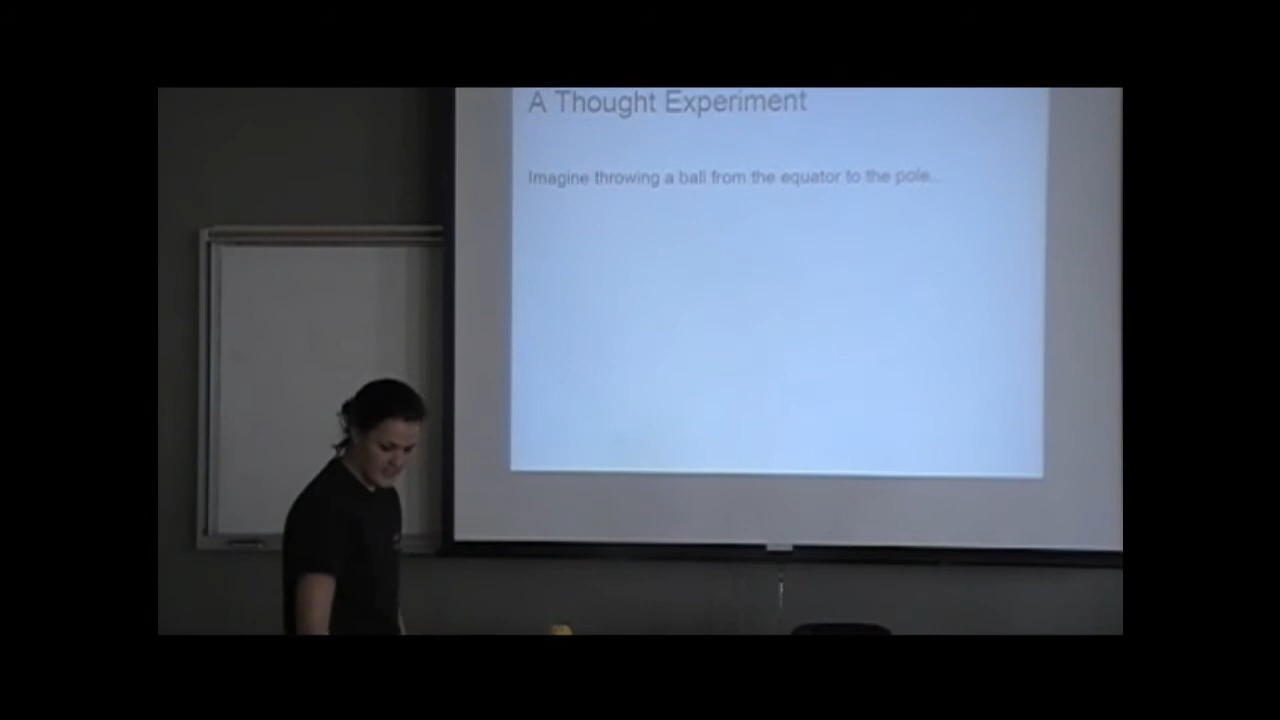 A Thought Experiment
Imagine throwing a ball from the equator to the pole...